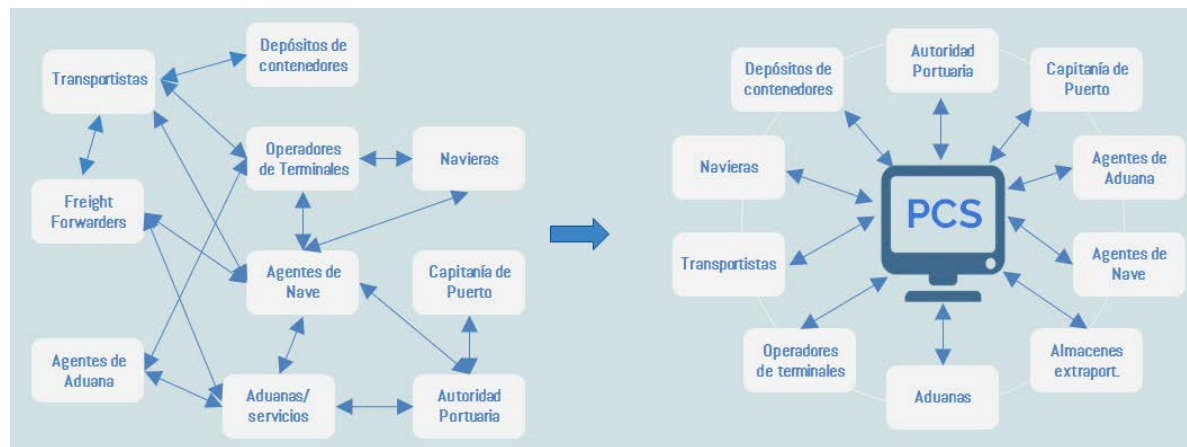 Depósitos de
contenedores
Transportistas
Operadores
de Terminales
Navieras
Freight
Forwarders
Agentes de
Nave
Capitanía de
Puerto
Agentes de
Aduana
Aduanas/
servicios
Autoridad
Portuaria
Autoridad
Portuaria
Depósitos de
contenedores
Capitanía de
Puerto
Navieras
Agentes de
Aduana
PCS
Transportistas
Agentes de
Nave
Operadores
de terminales
Almacenes
extraport.
Aduanas